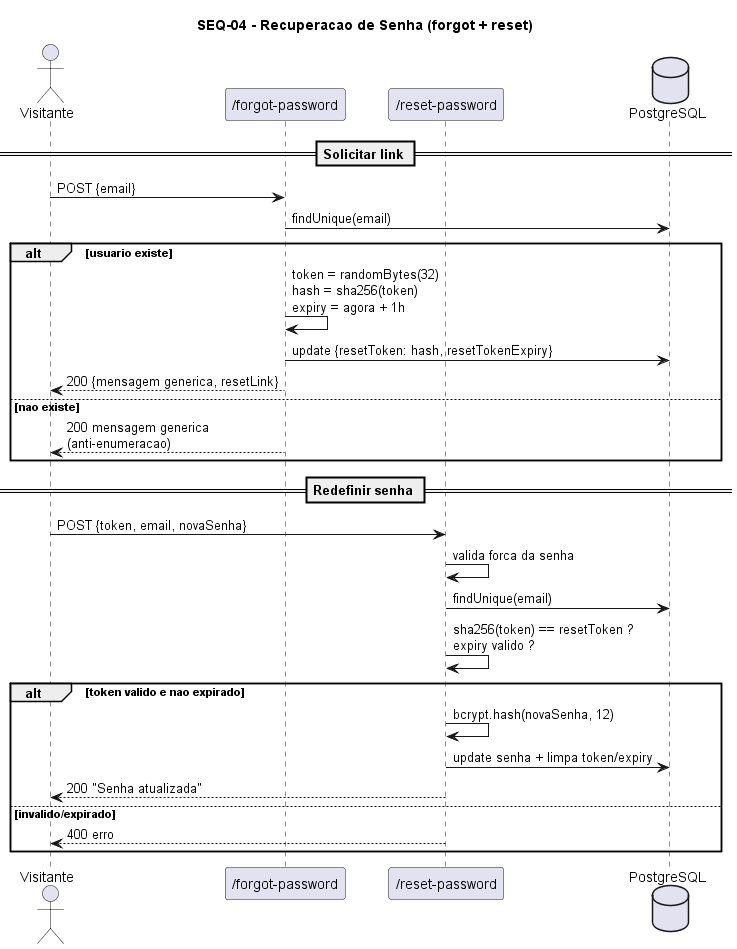 SEQ-04 - Recuperacao de Senha (forgot + reset)
Visitante
/forgot-password
/reset-password
PostgreSQL
Solicitar link
POST {email}
findUnique(email)
alt
[usuario existe]
token = randomBytes(32)
hash = sha256(token)
expiry = agora + 1h
update {resetToken: hash, resetTokenExpiry}
200 {mensagem generica, resetLink}
[nao existe]
200 mensagem generica
(anti-enumeracao)
Redefinir senha
POST {token, email, novaSenha}
valida forca da senha
findUnique(email)
sha256(token) == resetToken ?
expiry valido ?
alt
[token valido e nao expirado]
bcrypt.hash(novaSenha, 12)
update senha + limpa token/expiry
200 "Senha atualizada"
[invalido/expirado]
400 erro
Visitante
/forgot-password
/reset-password
PostgreSQL